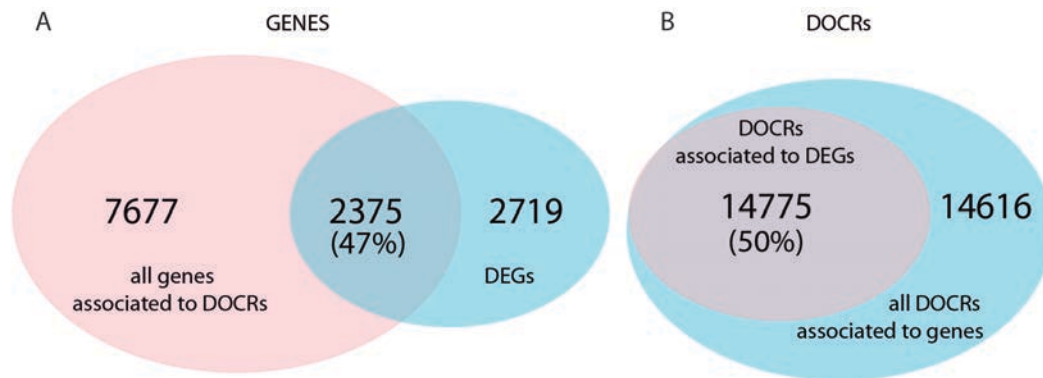 A
GENES
7677
all genes
associated to DOCRs
2375
(47%)
2719
DEGs
B
DOCRs
DOCRs
associated to DEGs
14775
(50%)
14616
all DOCRs
associated to genes